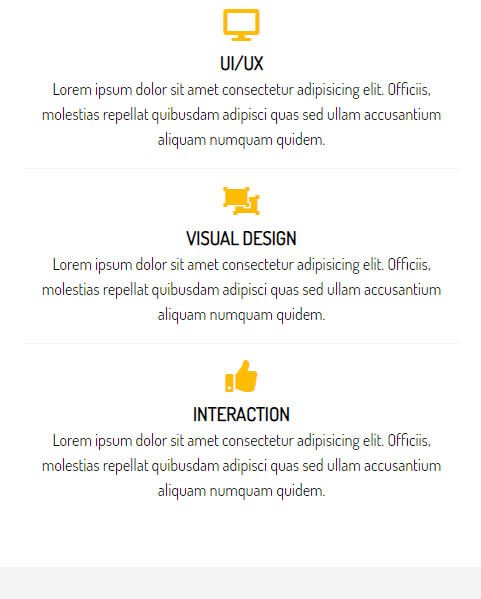 UI/UX
Lorem ipsum dolor sit amet consectetur adipisicing elit. Officiis,
molestias repellat quibusdam adipisci quas sed ullam accusantium
aliquam numquam quidem.
VISUAL DESIGN
Lorem ipsum dolor sit amet consectetur adipisicing elit. Officiis,
molestias repellat quibusdam adipisci quas sed ullam accusantium
aliquam numquam quidem.
INTERACTION
Lorem ipsum dolor sit amet consectetur adipisicing elit. Officiis,
molestias repellat quibusdam adipisci quas sed ullam accusantium
aliquam numquam quidem.